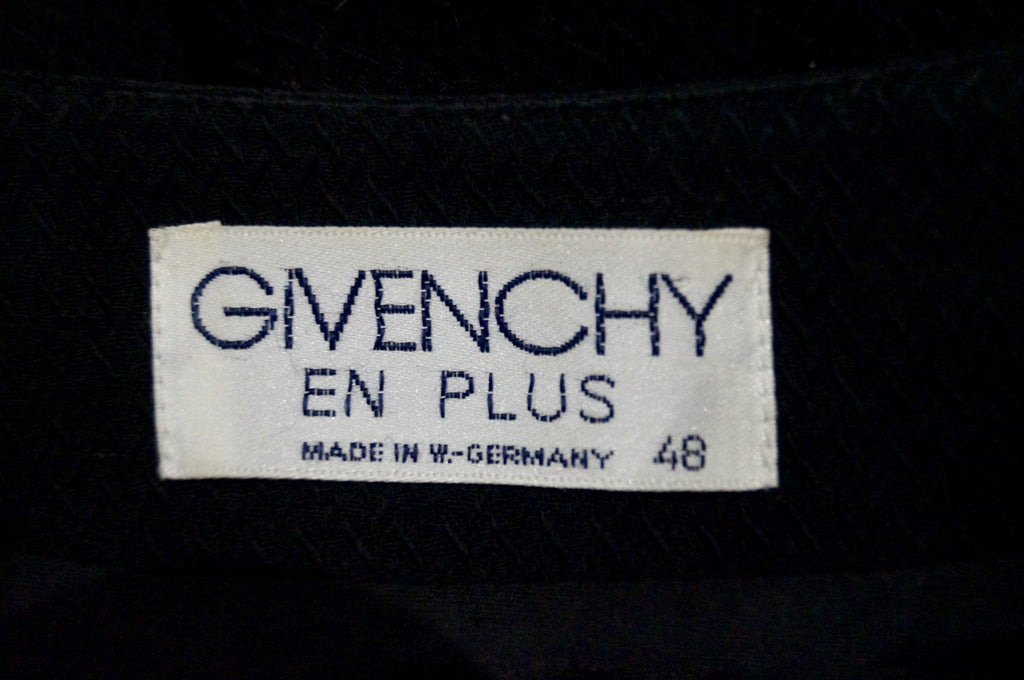 GIVENCHY
EN PLUS
MADE IN W.-GERMANY 48